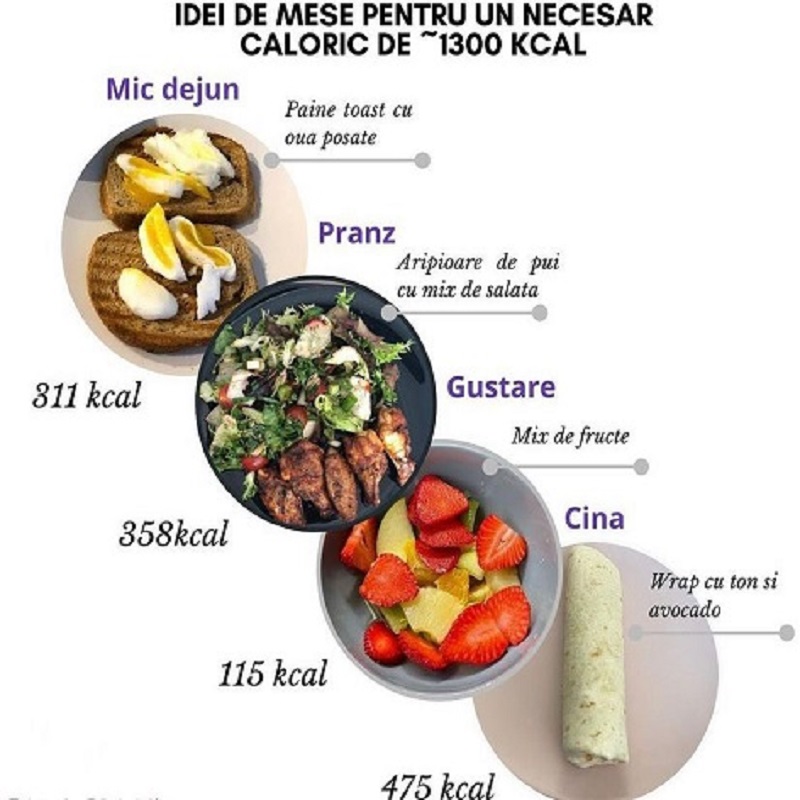 IDEI DE MESE PENTRU UN NECESAR
CALORIC DE ~1300 KCAL
Mic dejun
Paine toast cu
oua posate
311 kcal
Pranz
Aripioare de pui
cu mix de salata
358kcal
Gustare
Mix de fructe
115 kcal
Cina
Wrap cu ton si
avocado
475 kcal